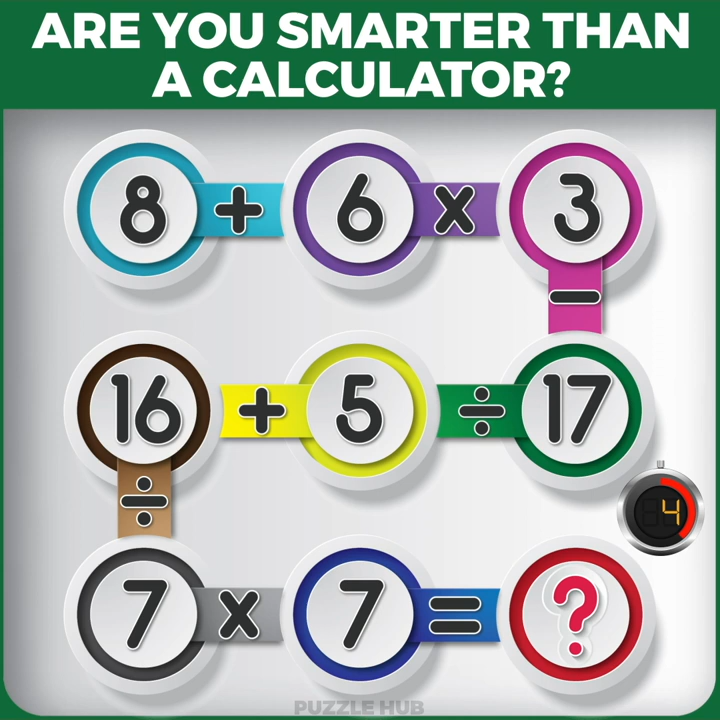 ARE YOU SMARTER THAN
A CALCULATOR?
8 + 6 x 3
−
16 + 5 ÷ 17
÷
4
7 x 7 = ?
PUZZLE HUB